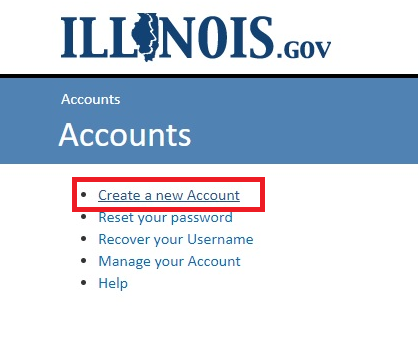 ILLINOIS.GOV
Accounts
Accounts
Create a new Account
Reset your password
Recover your Username
Manage your Account
Help